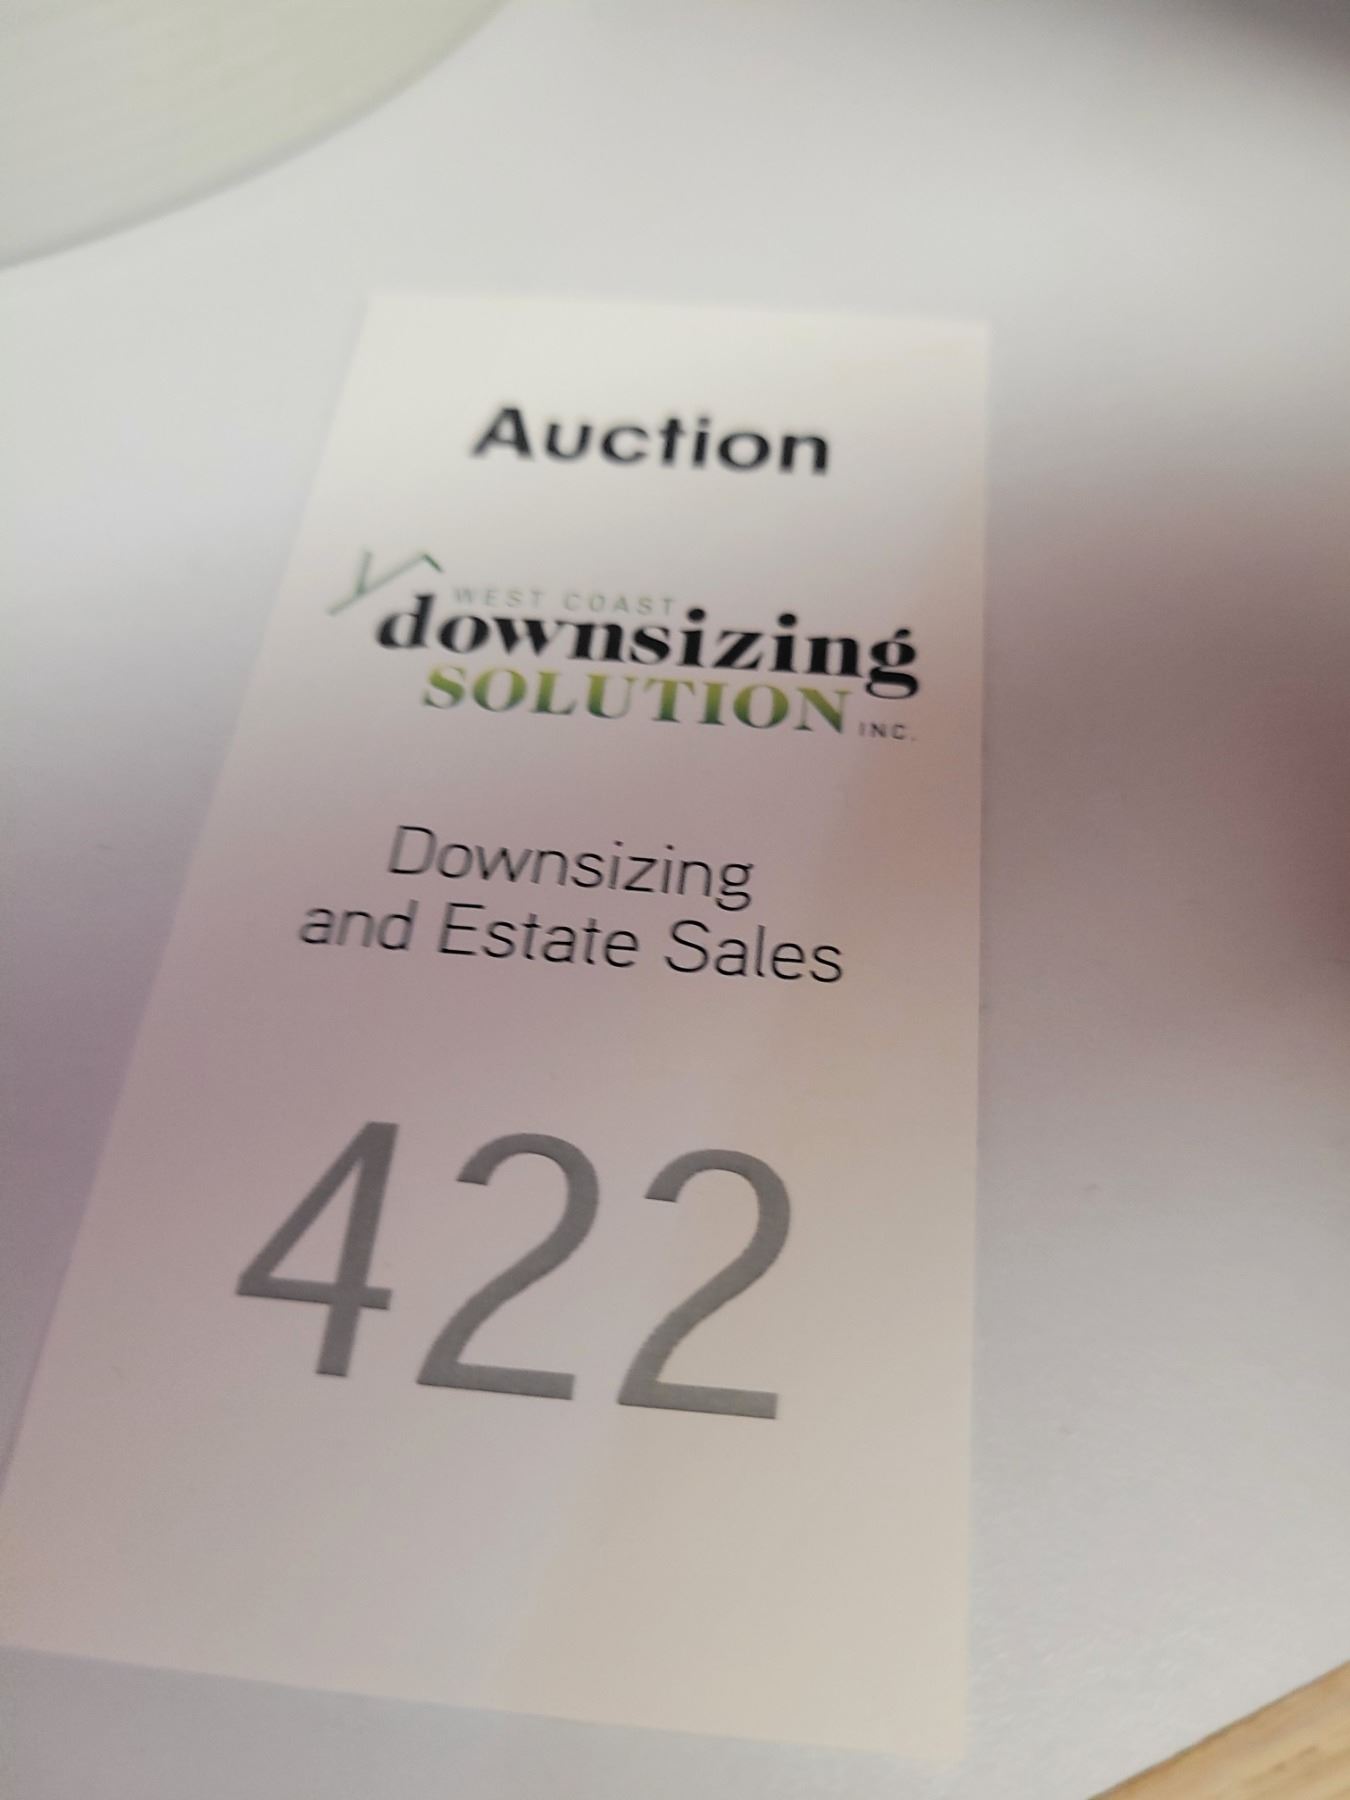 Auction
WEST COAST
downsizing
SOLUTION INC.
Downsizing
and Estate Sales
422